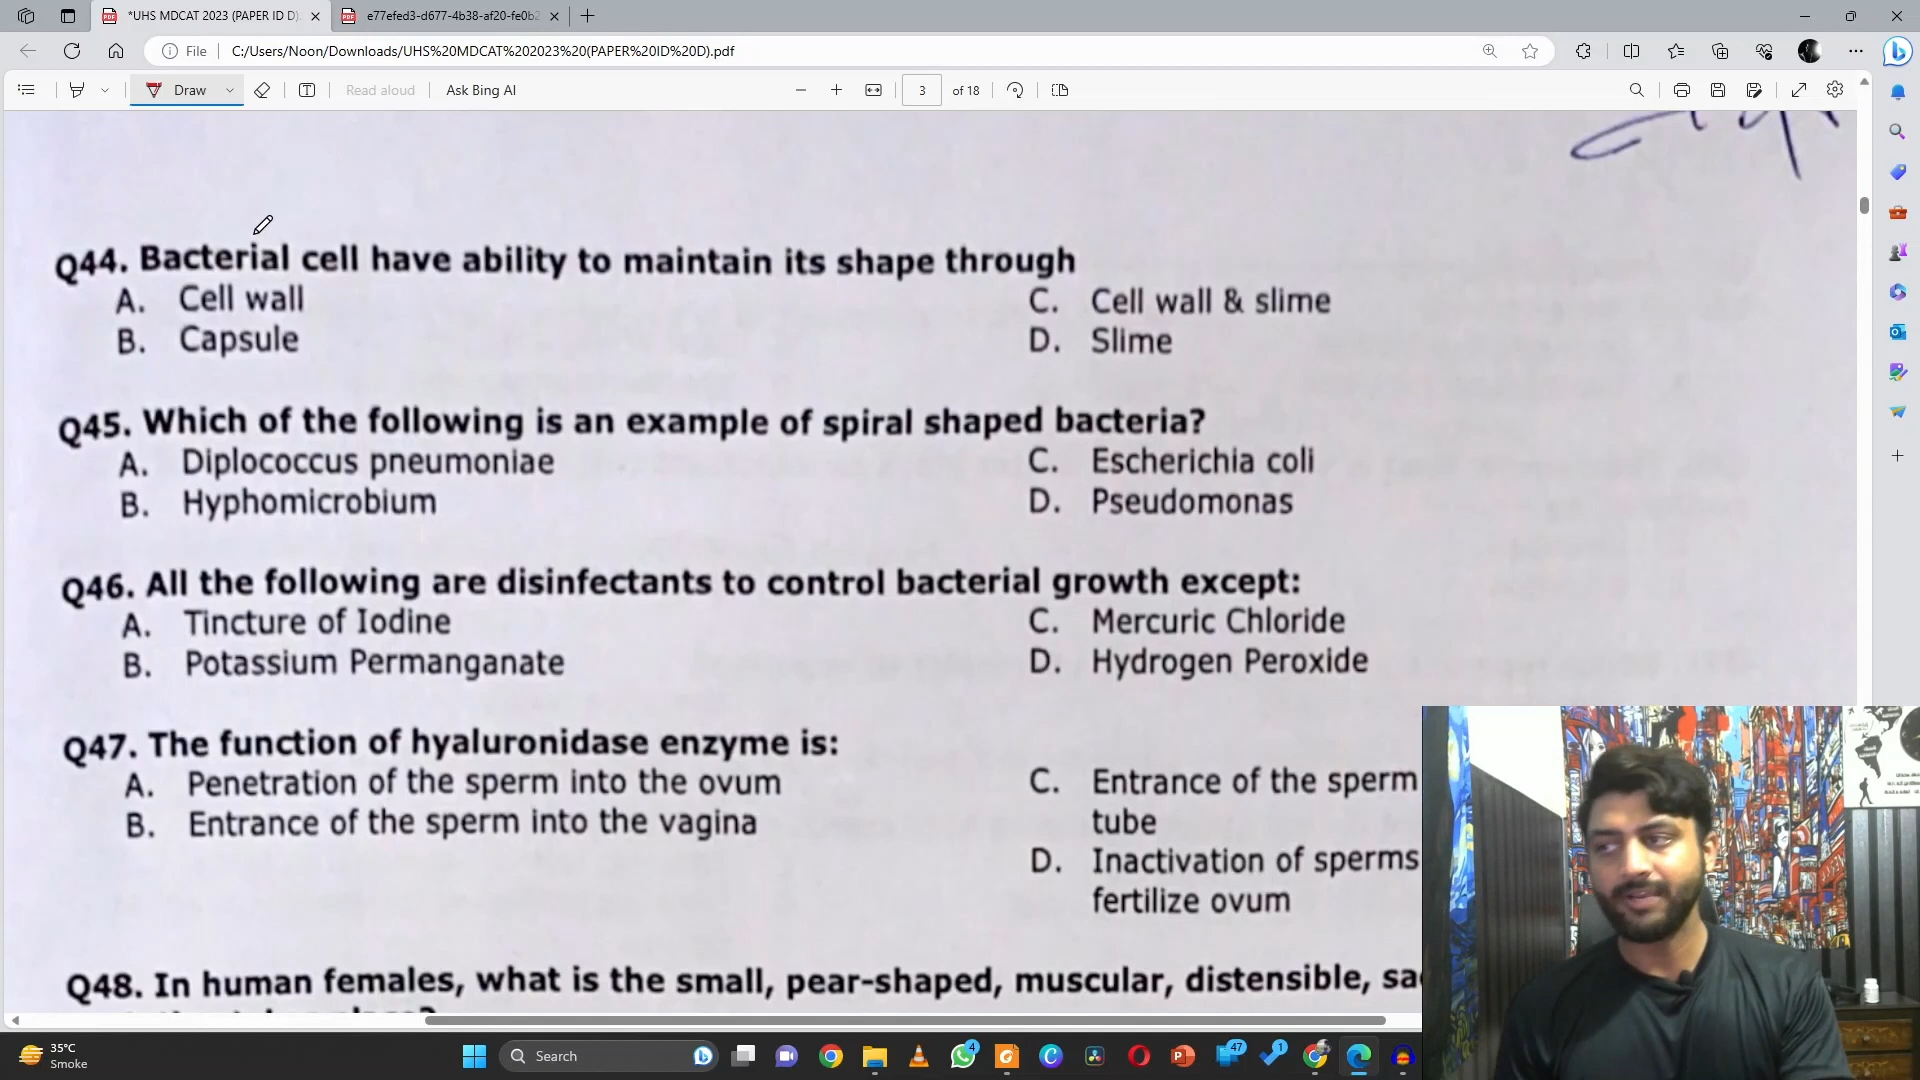 *UHS MDCAT 2023 (PAPER ID D).
e77efed3-d677-4b38-af20-fe0b2
File
C:/Users/Noon/Downloads/UHS%20MDCAT%202023%20(PAPER%20ID%20D).pdf
Draw
Read aloud
Ask Bing AI
3 of 18
Q44. Bacterial cell have ability to maintain its shape through
A. Cell wall
C. Cell wall & slime
B. Capsule
D. Slime
Q45. Which of the following is an example of spiral shaped bacteria?
A. Diplococcus pneumoniae
C. Escherichia coli
B. Hyphomicrobium
D. Pseudomonas
Q46. All the following are disinfectants to control bacterial growth except:
A. Tincture of Iodine
C. Mercuric Chloride
B. Potassium Permanganate
D. Hydrogen Peroxide
Q47. The function of hyaluronidase enzyme is:
A. Penetration of the sperm into the ovum
C. Entrance of the sperm
tube
B. Entrance of the sperm into the vagina
D. Inactivation of sperms
fertilize ovum
Q48. In human females, what is the small, pear-shaped, muscular, distensible,
35°C
Smoke
Search
4
47
1